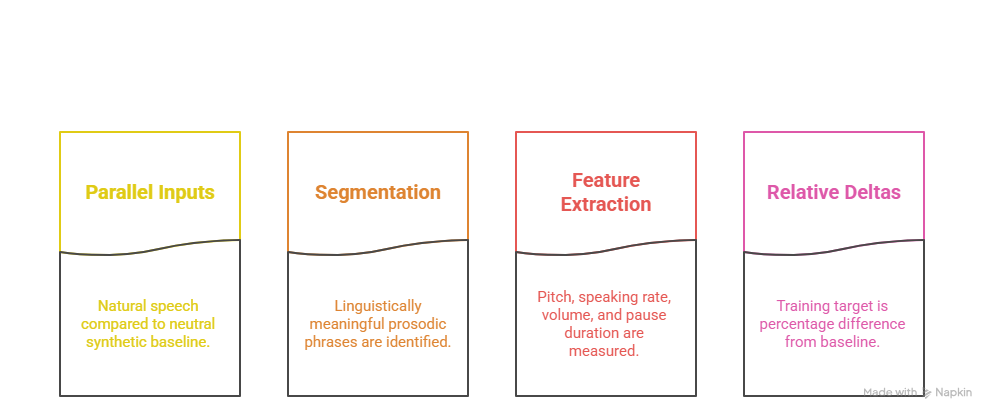 Parallel Inputs
Natural speech
compared to neutral
synthetic baseline.
Segmentation
Linguistically
meaningful prosodic
phrases are identified.
Feature
Extraction
Pitch, speaking rate,
volume, and pause
duration are
measured.
Relative Deltas
Training target is
percentage difference
from baseline.
Made with Napkin